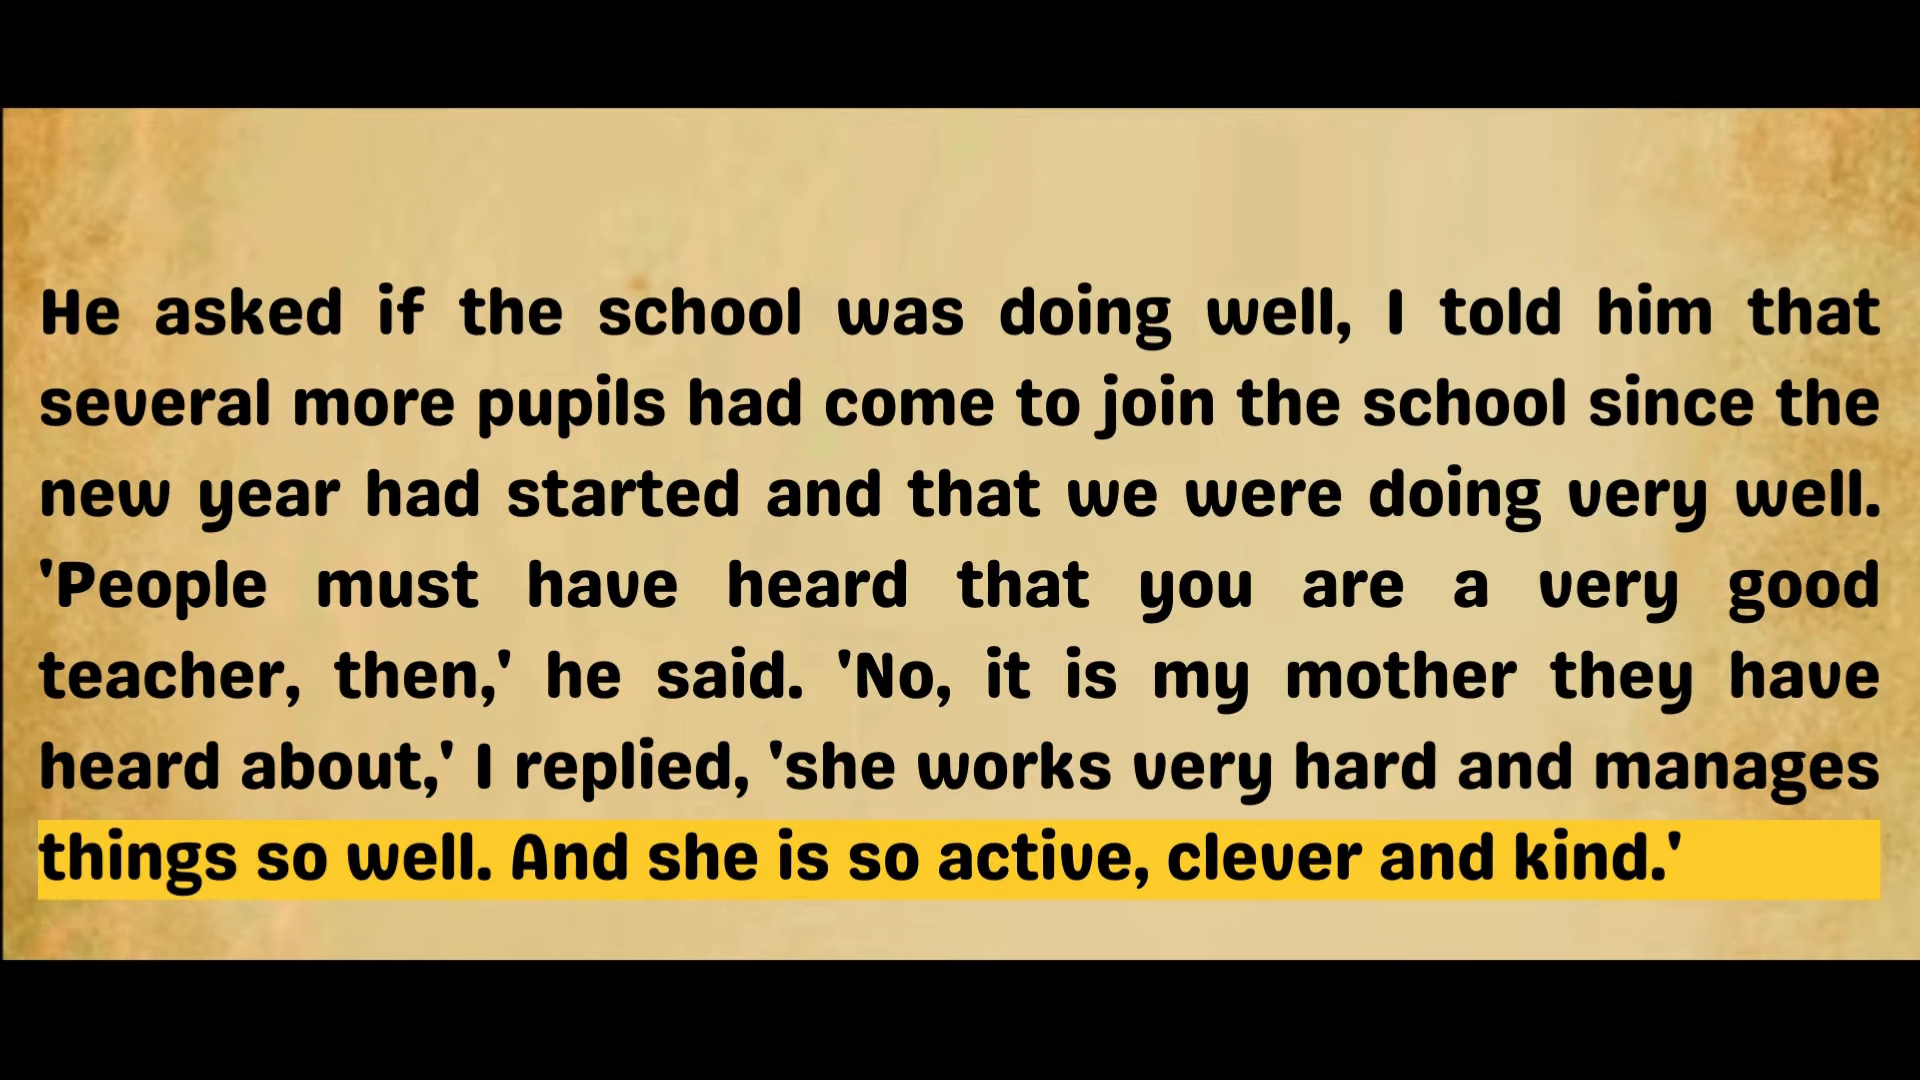 He asked if the school was doing well, I told him that
several more pupils had come to join the school since the
new year had started and that we were doing very well.
'People must have heard that you are a very good
teacher, then,' he said. 'No, it is my mother they have
heard about,' I replied, 'she works very hard and manages
things so well. And she is so active, clever and kind.'